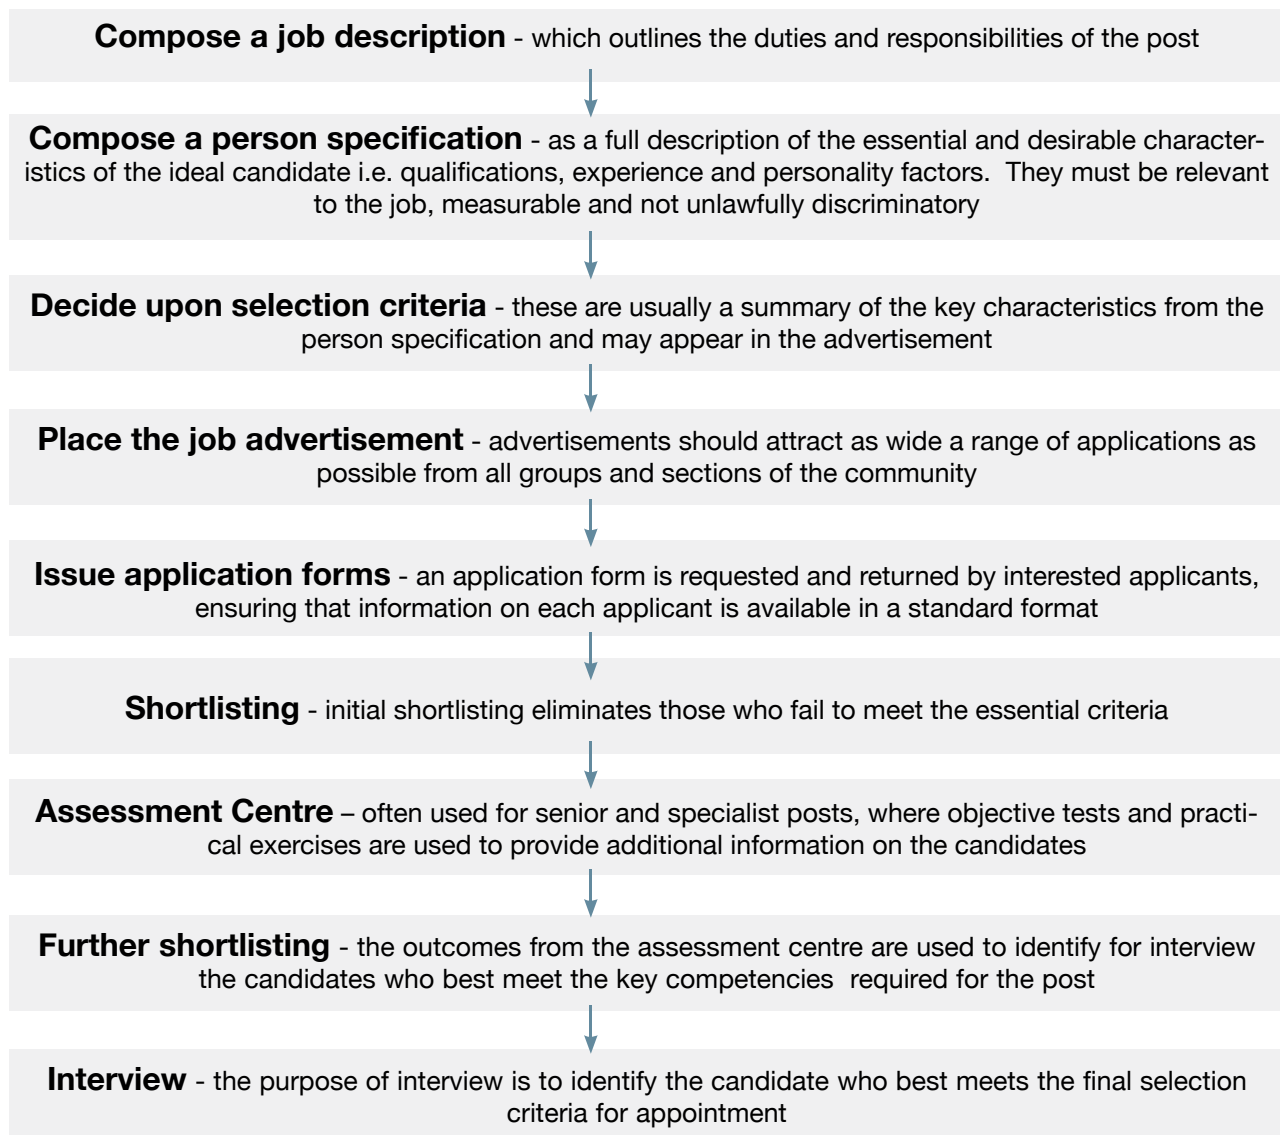 Compose a job description - which outlines the duties and responsibilities of the post
Compose a person specification - as a full description of the essential and desirable character-
istics of the ideal candidate i.e. qualifications, experience and personality factors.  They must be relevant
to the job, measurable and not unlawfully discriminatory
Decide upon selection criteria - these are usually a summary of the key characteristics from the
person specification and may appear in the advertisement
Place the job advertisement - advertisements should attract as wide a range of applications as
possible from all groups and sections of the community
Issue application forms - an application form is requested and returned by interested applicants,
ensuring that information on each applicant is available in a standard format
Shortlisting - initial shortlisting eliminates those who fail to meet the essential criteria
Assessment Centre – often used for senior and specialist posts, where objective tests and practi-
cal exercises are used to provide additional information on the candidates
Further shortlisting - the outcomes from the assessment centre are used to identify for interview
the candidates who best meet the key competencies  required for the post
Interview - the purpose of interview is to identify the candidate who best meets the final selection
criteria for appointment